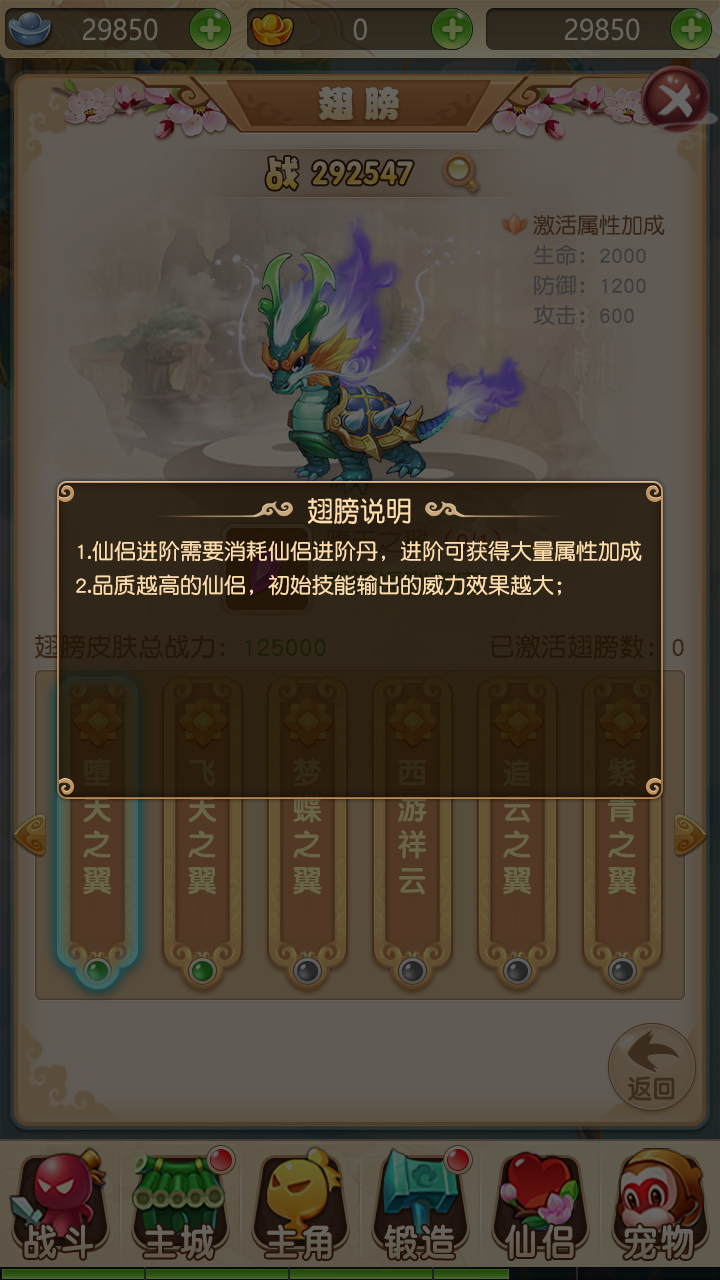 29850
0
29850
翅膀
战 292547
激活属性加成
生命：2000
防御：1200
攻击：600
翅膀说明
1.仙侣进阶需要消耗仙侣进阶丹，进阶可获得大量属性加成
2.品质越高的仙侣，初始技能输出的威力效果越大；
翅膀皮肤总战力：125000
已激活翅膀数：0
堕天之翼
飞天之翼
梦蝶之翼
西游祥云
追云之翼
紫青之翼
返回
战斗
主城
主角
锻造
仙侣
宠物